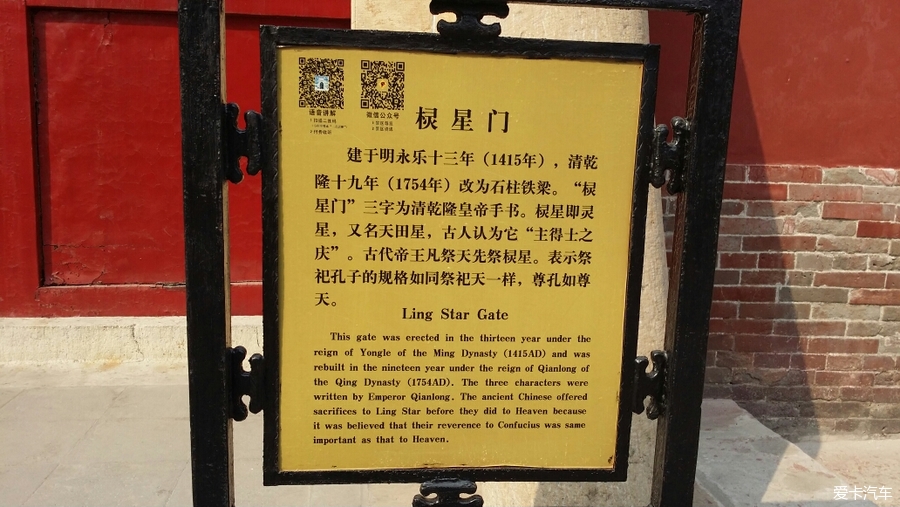 语音讲解
微信公众号
棂星门
建于明永乐十三年（1415年），清乾
隆十九年（1754年）改为石柱铁梁。“棂
星门”三字为清乾隆皇帝手书。棂星即灵
星，又名天田星，古人认为它“主得士之
庆”。古代帝王凡祭天先祭棂星。表示祭
祀孔子的规格如同祭祀天一样，尊孔如尊
天。
Ling Star Gate
This gate was erected in the thirteen year under the
reign of Yongle of the Ming Dynasty (1415AD) and was
rebuilt in the nineteen year under the reign of Qianlong of
the Qing Dynasty (1754AD). The three characters were
written by Emperor Qianlong. The ancient Chinese offered
sacrifices to Ling Star before they did to Heaven because
it was believed that their reverence to Confucius was same
important as that to Heaven.
爱卡汽车